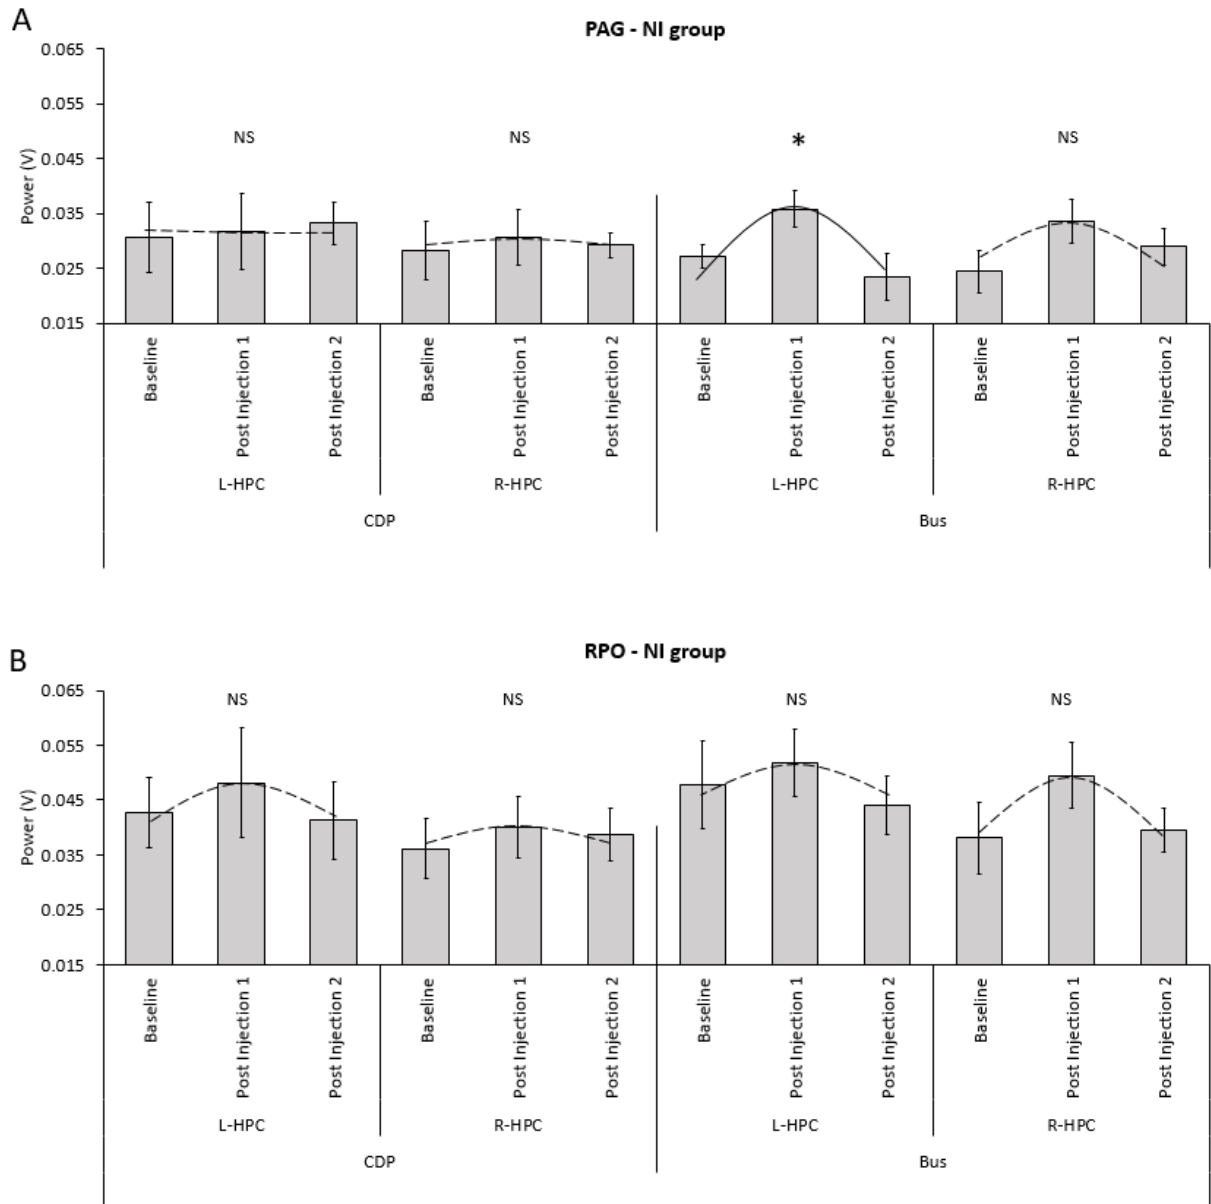 A
PAG - NI group
0.065
0.055
0.045
0.035
0.025
0.015
Power (V)
NS
NS
*
NS
Baseline
Post Injection 1
Post Injection 2
Baseline
Post Injection 1
Post Injection 2
Baseline
Post Injection 1
Post Injection 2
Baseline
Post Injection 1
Post Injection 2
L-HPC
R-HPC
L-HPC
R-HPC
CDP
Bus
B
RPO - NI group
0.065
0.055
0.045
0.035
0.025
0.015
Power (V)
NS
NS
NS
NS
Baseline
Post Injection 1
Post Injection 2
Baseline
Post Injection 1
Post Injection 2
Baseline
Post Injection 1
Post Injection 2
Baseline
Post Injection 1
Post Injection 2
L-HPC
R-HPC
L-HPC
R-HPC
CDP
Bus